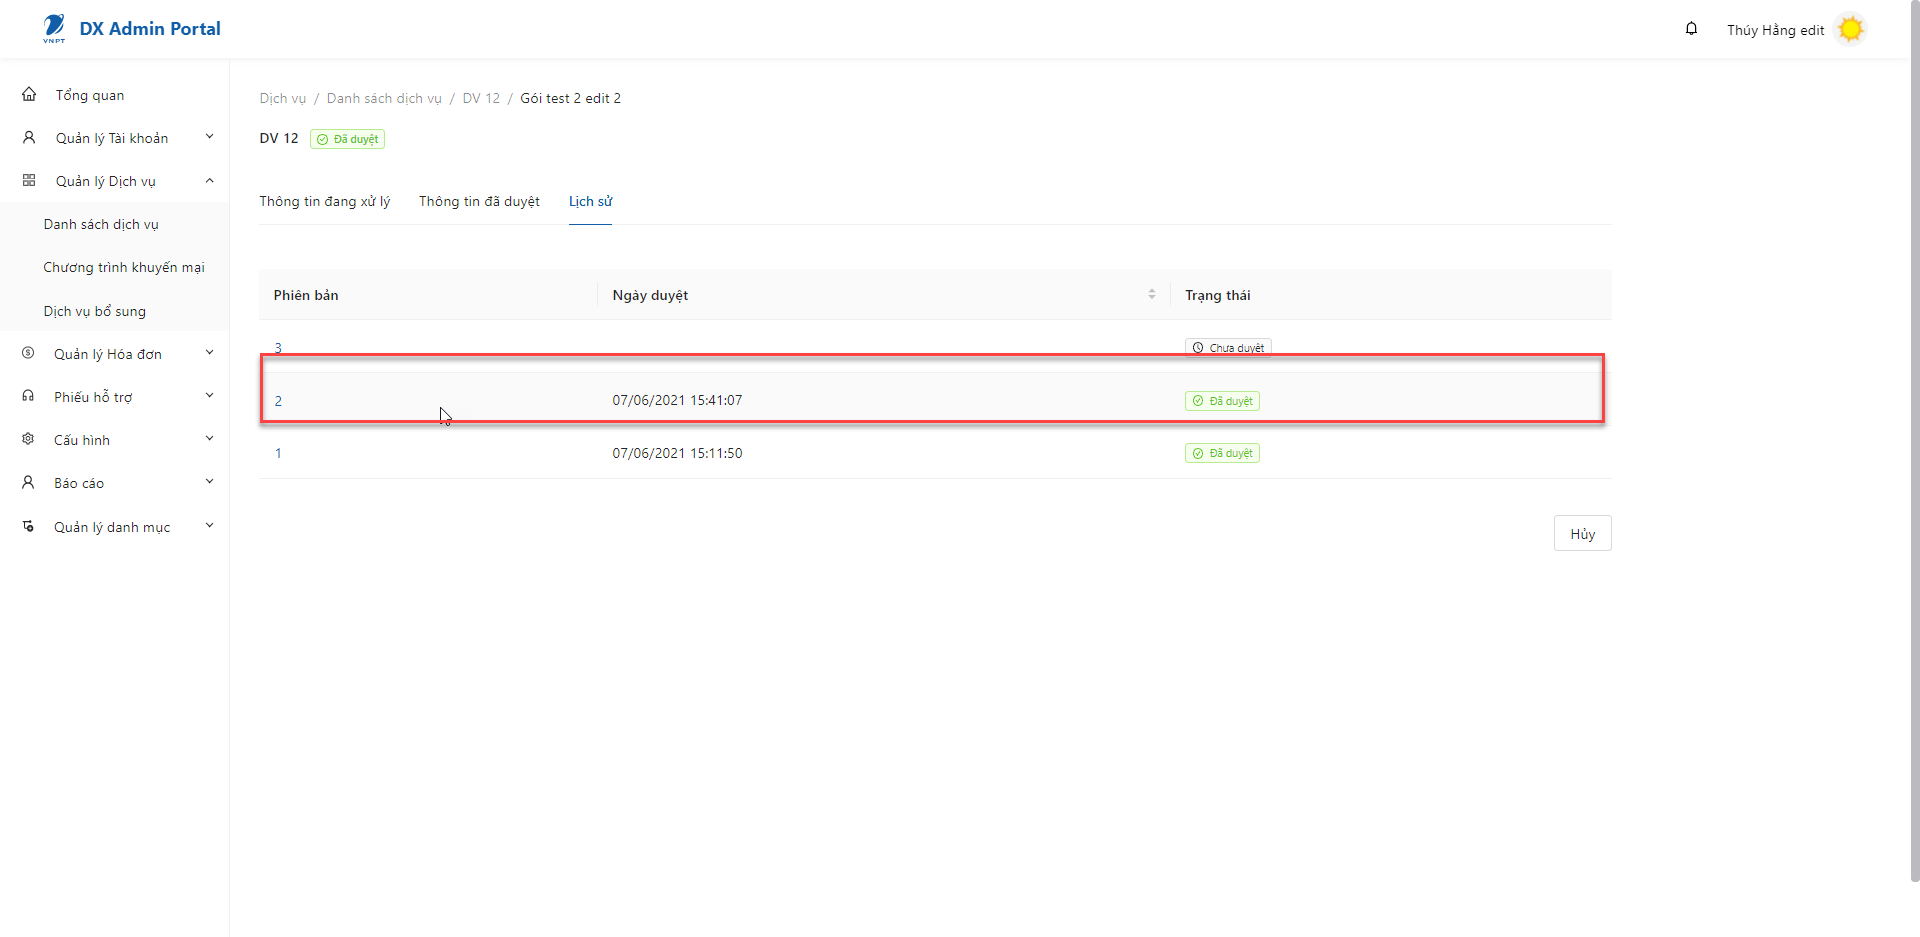 VNPT
DX Admin Portal
Thúy Hằng edit
Tổng quan
Quản lý Tài khoản
Quản lý Dịch vụ
Danh sách dịch vụ
Chương trình khuyến mại
Dịch vụ bổ sung
Quản lý Hóa đơn
Phiếu hỗ trợ
Cấu hình
Báo cáo
Quản lý danh mục
Dịch vụ / Danh sách dịch vụ / DV 12 / Gói test 2 edit 2
DV 12 Đã duyệt
Thông tin đang xử lý Thông tin đã duyệt Lịch sử
Phiên bản Ngày duyệt Trạng thái
3 Chưa duyệt
2 07/06/2021 15:41:07 Đã duyệt
1 07/06/2021 15:11:50 Đã duyệt
Hủy